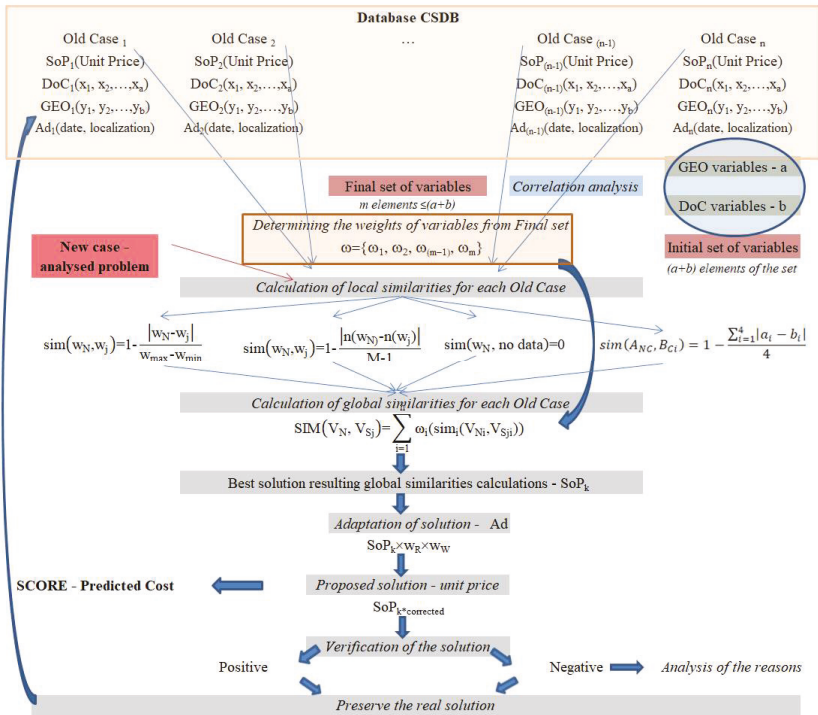 Database CSDB
Old Case 1 Old Case 2 ... Old Case (n-1) Old Case n
SoP1(Unit Price) SoP2(Unit Price) SoP(n-1)(Unit Price) SoPn(Unit Price)
DoC1(x1, x2,...,xa) DoC2(x1, x2,...,xa) DoC(n-1)(x1, x2,...,xa) DoCn(x1, x2,...,xa)
GEO1(y1, y2,...,yb) GEO2(y1, y2,...,yb) GEO(n-1)(y1, y2,...,yb) GEOn(y1, y2,...,yb)
Ad1(date, localization) Ad2(date, localization) Ad(n-1)(date, localization) Adn(date, localization)
GEO variables - a
Final set of variables Correlation analysis
m elements ≤(a+b)
DoC variables - b
Determining the weights of variables from Final set
ω={ω1, ω2, ω(m-1), ωm}
New case –
analysed problem
Initial set of variables
(a+b) elements of the set
Calculation of local similarities for each Old Case
sim(wN,wj)=1-|wN-wj|/wmax-wmin sim(wN,wj)=1-|n(wN)-n(wj)|/M-1 sim(wN, no data)=0 sim(ANC, BCi) = 1 − ∑i=1 4|ai − bi|/4
Calculation of global similarities for each Old Case
SIM(VN, VSj)=∑i=1 n ωi(simi(VNi,VSji))
Best solution resulting global similarities calculations - SoPk
Adaptation of solution - Ad
SoPk×wR×wW
SCORE - Predicted Cost Proposed solution - unit price
SoPk*corrected
Verification of the solution
Positive Negative Analysis of the reasons
Preserve the real solution